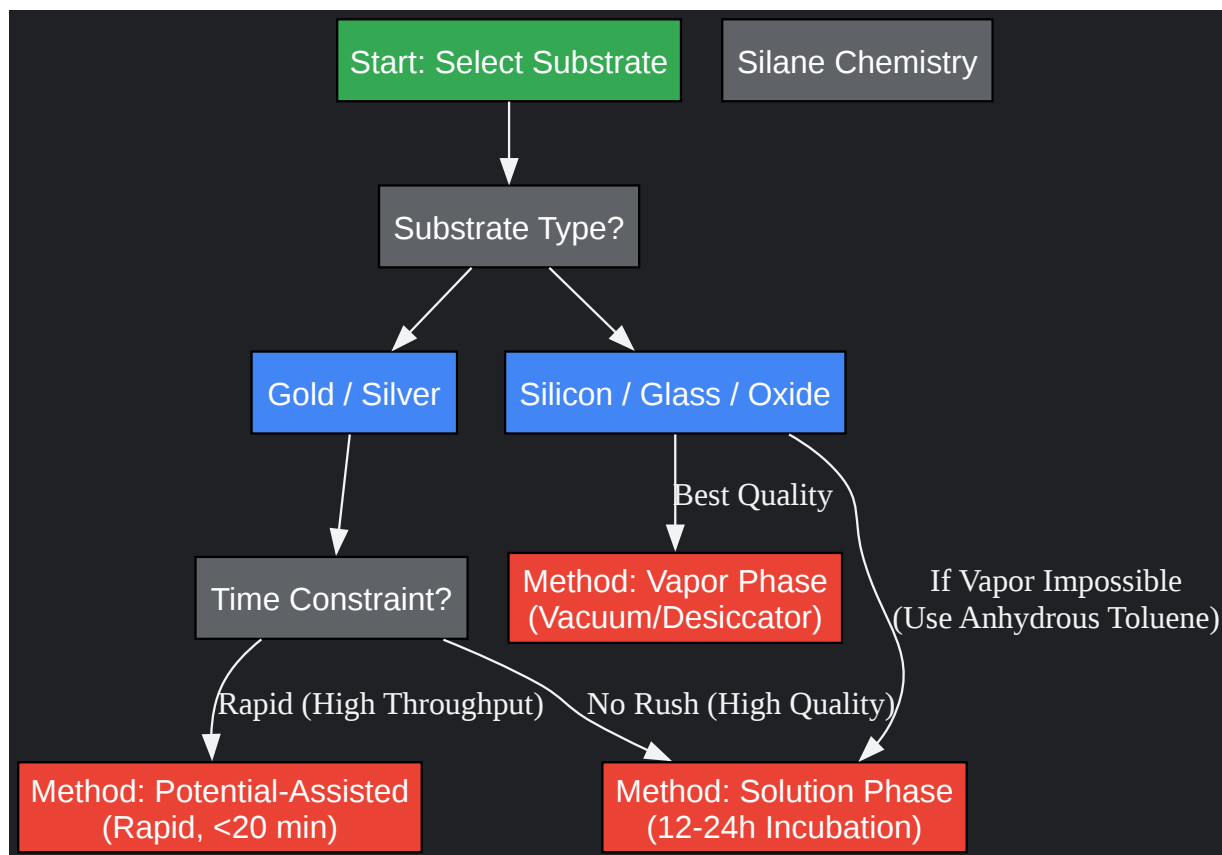 Start: Select Substrate
Silane Chemistry
Substrate Type?
Gold / Silver
Silicon / Glass / Oxide
Best Quality
Time Constraint?
Method: Vapor Phase
(Vacuum/Desiccator)
If Vapor Impossible
(Use Anhydrous Toluene)
Rapid (High Throughput)
No Rush (High Quality)
Method: Potential-Assisted
(Rapid, <20 min)
Method: Solution Phase
(12-24h Incubation)